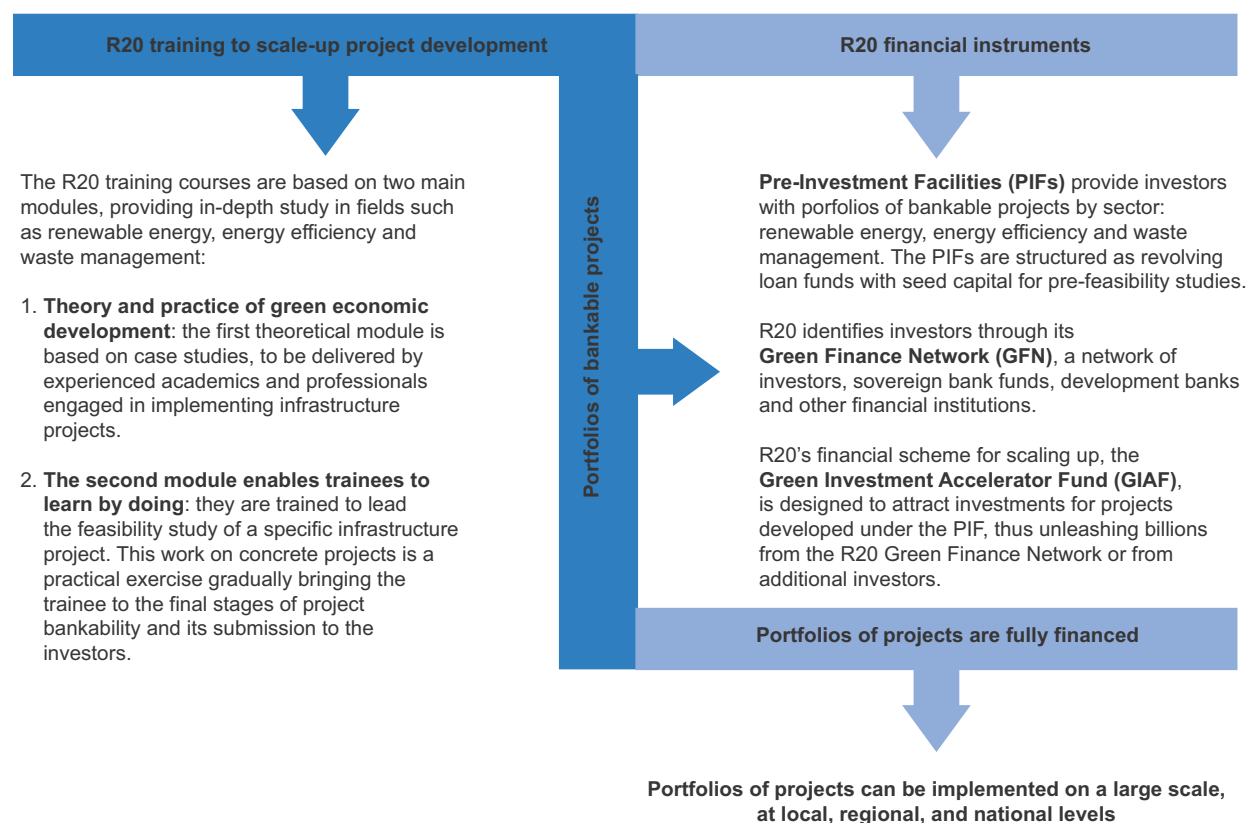 R20 training to scale-up project development
The R20 training courses are based on two main
modules, providing in-depth study in fields such
as renewable energy, energy efficiency and
waste management:
1. Theory and practice of green economic
development: the first theoretical module is
based on case studies, to be delivered by
experienced academics and professionals
engaged in implementing infrastructure
projects.
2. The second module enables trainees to
learn by doing: they are trained to lead
the feasibility study of a specific infrastructure
project. This work on concrete projects is a
practical exercise gradually bringing the
trainee to the final stages of project
bankability and its submission to the
investors.
Portfolios of bankable projects
R20 financial instruments
Pre-Investment Facilities (PIFs) provide investors
with porfolios of bankable projects by sector:
renewable energy, energy efficiency and waste
management. The PIFs are structured as revolving
loan funds with seed capital for pre-feasibility studies.
R20 identifies investors through its
Green Finance Network (GFN), a network of
investors, sovereign bank funds, development banks
and other financial institutions.
R20’s financial scheme for scaling up, the
Green Investment Accelerator Fund (GIAF),
is designed to attract investments for projects
developed under the PIF, thus unleashing billions
from the R20 Green Finance Network or from
additional investors.
Portfolios of projects are fully financed
Portfolios of projects can be implemented on a large scale,
at local, regional, and national levels